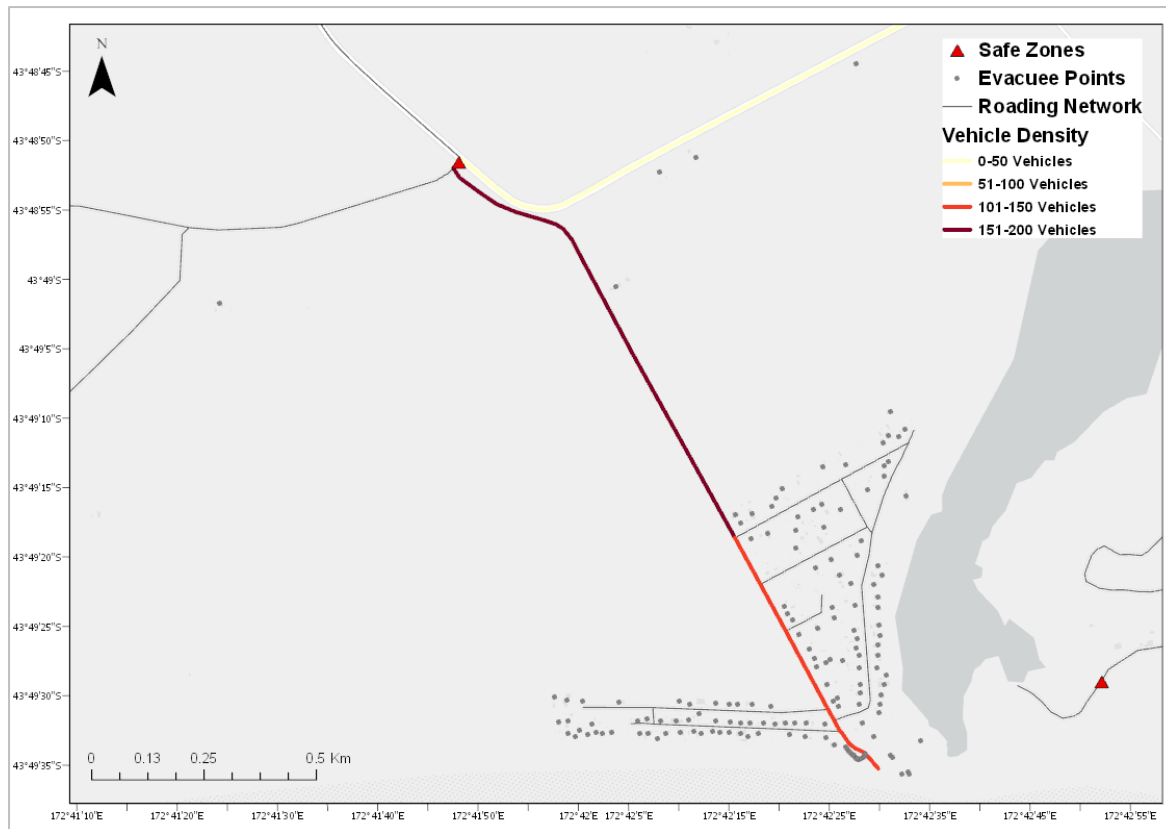 N
Safe Zones
Evacuee Points
Roading Network
Vehicle Density
0-50 Vehicles
51-100 Vehicles
101-150 Vehicles
151-200 Vehicles
43°48'45"S
43°48'50"S
43°48'55"S
43°49'S
43°49'5"S
43°49'10"S
43°49'15"S
43°49'20"S
43°49'25"S
43°49'30"S
43°49'35"S
0 0.13 0.25 0.5 Km
172°41'10"E 172°41'20"E 172°41'30"E 172°41'40"E 172°41'50"E 172°42'E 172°42'5"E 172°42'15"E 172°42'25"E 172°42'35"E 172°42'45"E 172°42'55"E